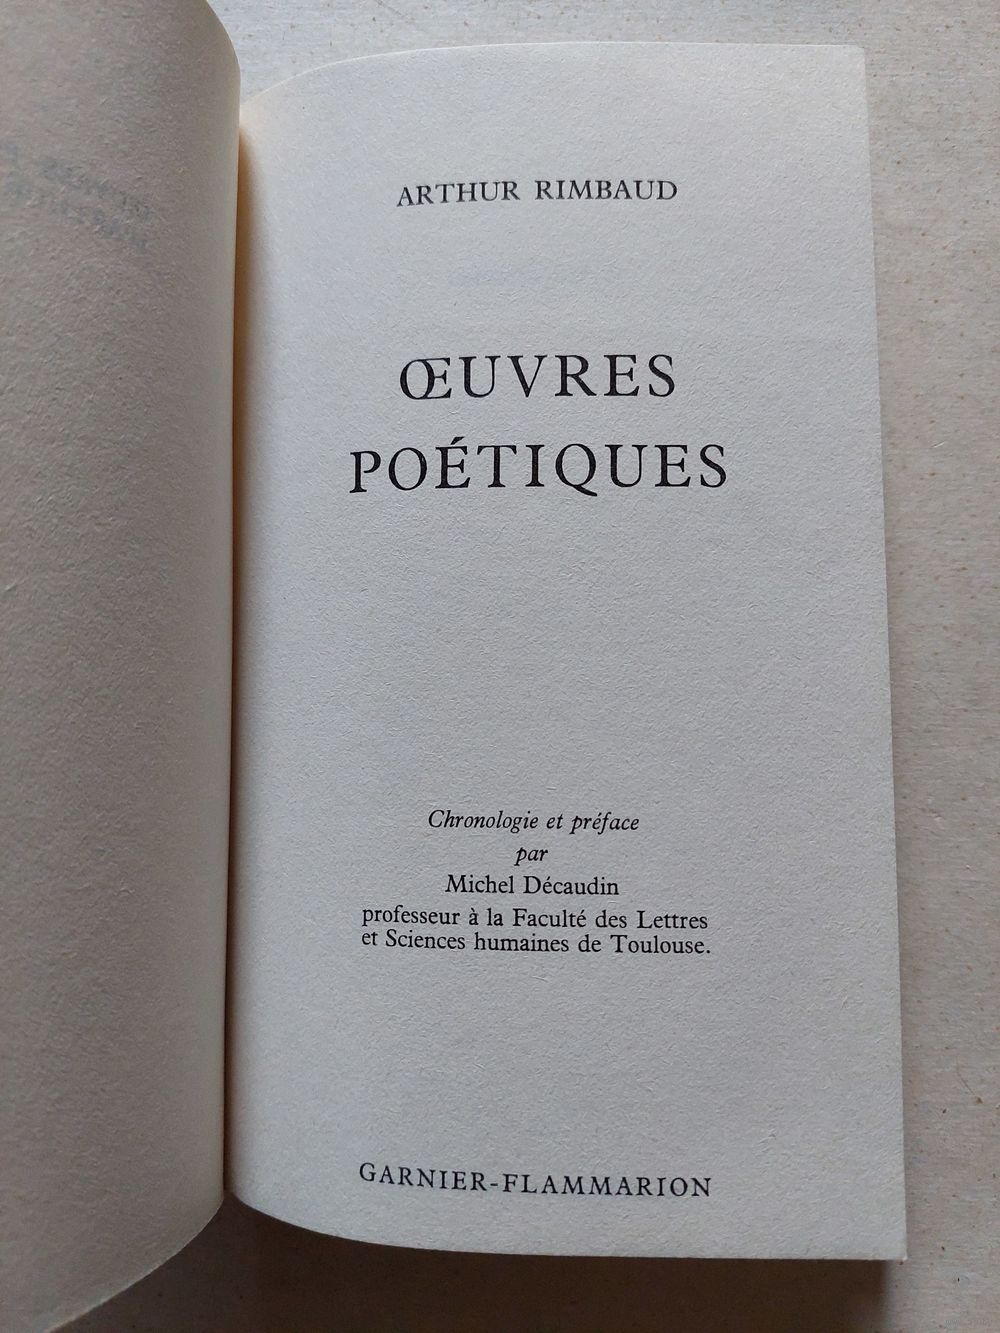 ARTHUR RIMBAUD
ŒUVRES
POÉTIQUES
Chronologie et préface
par
Michel Décaudin
professeur à la Faculté des Lettres
et Sciences humaines de Toulouse.
GARNIER-FLAMMARION